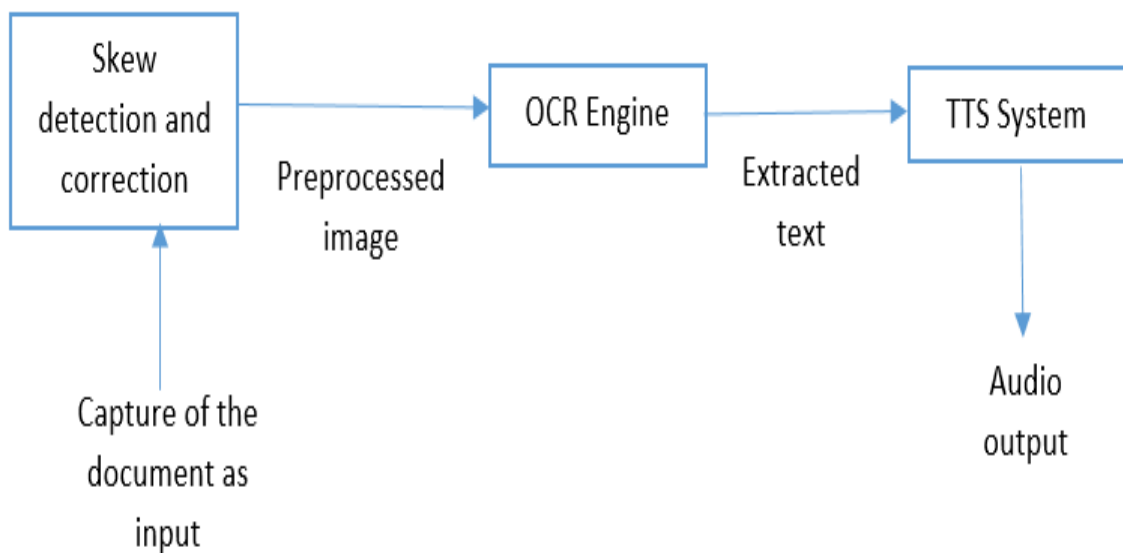 Skew
detection and
correction
OCR Engine
TTS System
Preprocessed
image
Extracted
text
Capture of the
document as
input
Audio
output